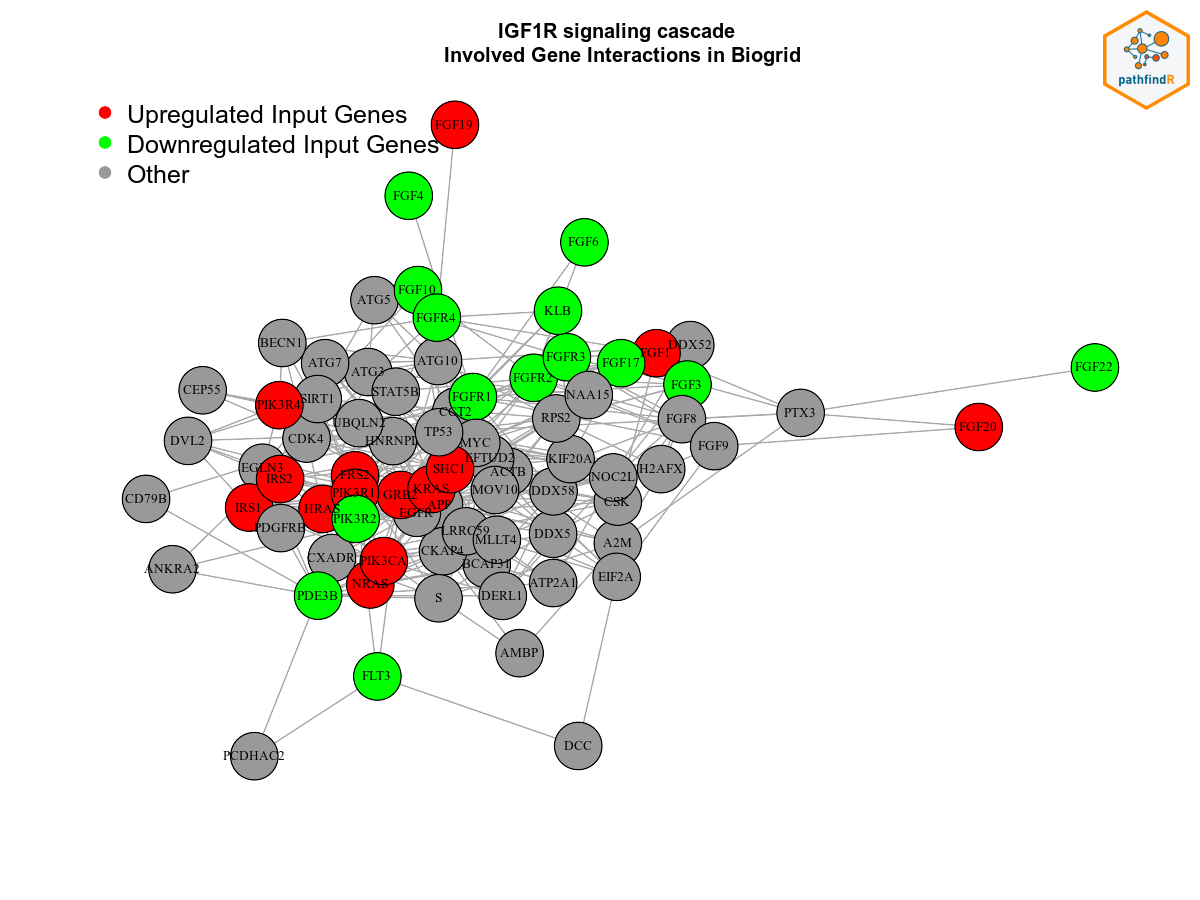 IGF1R signaling cascade
Involved Gene Interactions in Biogrid
pathfindR
Upregulated Input Genes
Downregulated Input Genes
Other
FGF19
FGF4
FGF6
FGF10
ATG5
FGFR4
KLB
BECN1
ATG7
ATG3
ATG10
FGFR3
FGF17
FGF1
DDX52
FGF22
FGFR2
FGF3
CEP55
STAT5B
FGFR1
NAA15
SIRT1
PIK3R4
CCT2
PTX3
RPS2
FGF8
UBQLN2
TP53
FGF20
DVL2
CDK4
MYC
FGF9
EFTUD2
KIF20A
EGLN3
SHC1
ACTB
H2AFX
IRS2
FRS2
NOC2L
KRAS
MOV10
DDX58
PIK3R1
GRB2
CD79B
CSK
IRS1
HRAS
APP
EGFR
PIK3R2
PDGFRB
LRRC59
DDX5
MLLT4
A2M
CKAP4
CXADR
PIK3CA
BCAP31
ANKRA2
EIF2A
NRAS
ATP2A1
PDE3B
S
DERL1
AMBP
FLT3
DCC
PCDHAC2